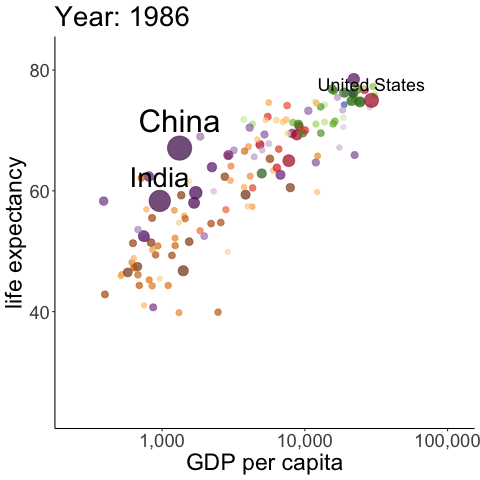 Year: 1986
80
60
40
life expectancy
United States
China
India
1,000
10,000
100,000
GDP per capita